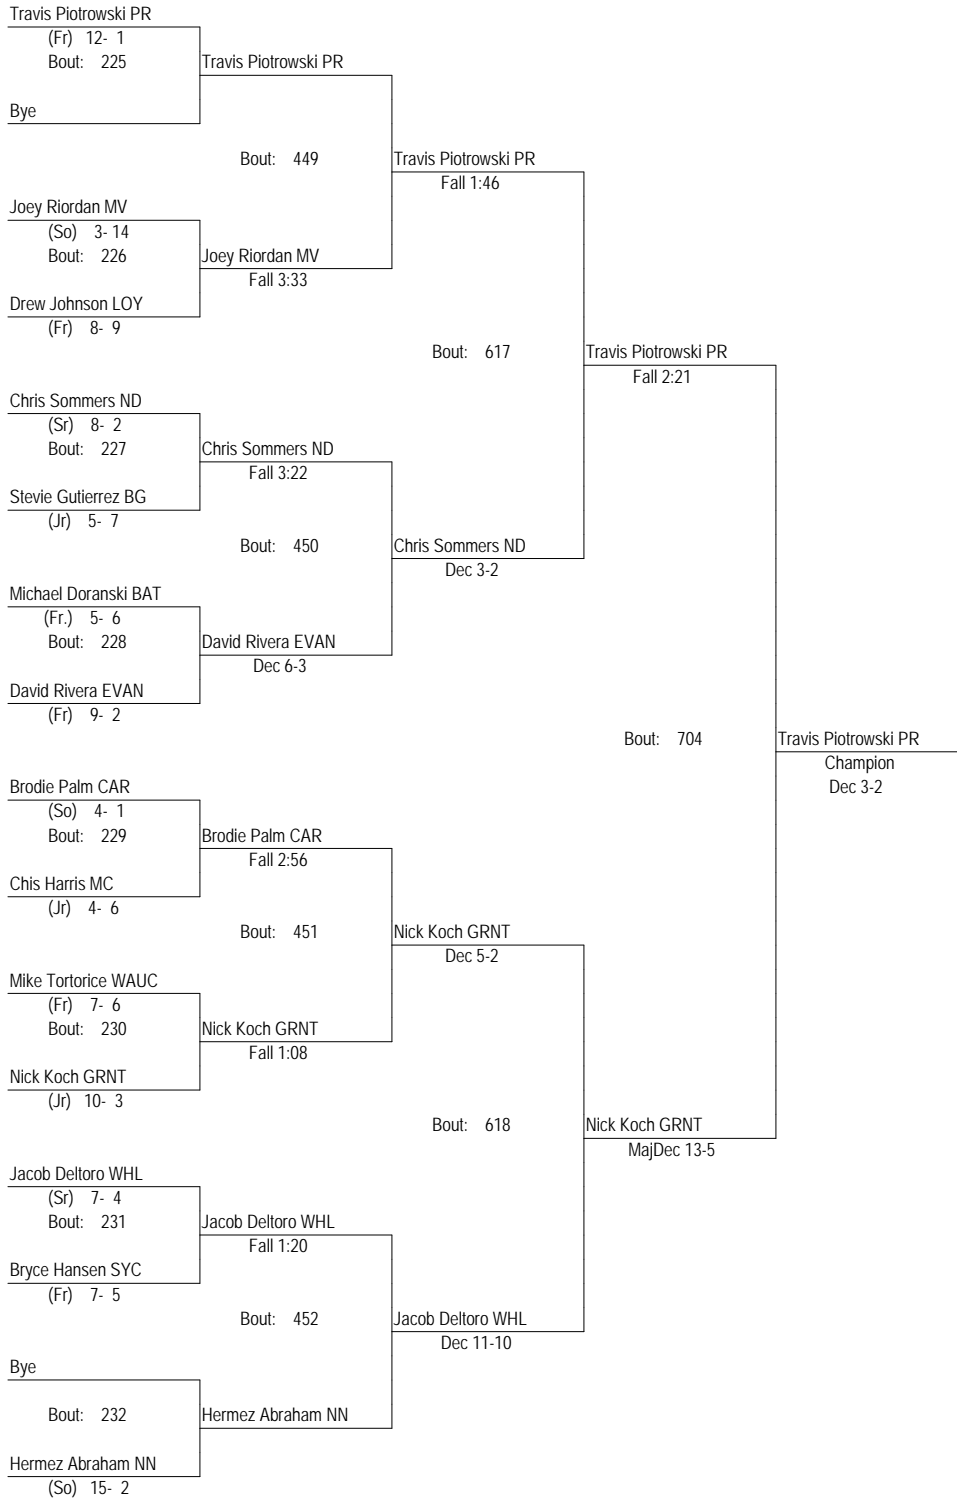 Travis Piotrowski PR
(Fr) 12- 1
Bout: 225
Travis Piotrowski PR
Bye
Bout: 449
Travis Piotrowski PR
Fall 1:46
Joey Riordan MV
(So) 3- 14
Bout: 226
Joey Riordan MV
Fall 3:33
Drew Johnson LOY
(Fr) 8- 9
Bout: 617
Travis Piotrowski PR
Fall 2:21
Chris Sommers ND
(Sr) 8- 2
Bout: 227
Chris Sommers ND
Fall 3:22
Stevie Gutierrez BG
(Jr) 5- 7
Bout: 450
Chris Sommers ND
Dec 3-2
Michael Doranski BAT
(Fr.) 5- 6
Bout: 228
David Rivera EVAN
Dec 6-3
David Rivera EVAN
(Fr) 9- 2
Bout: 704
Travis Piotrowski PR
Champion
Dec 3-2
Brodie Palm CAR
(So) 4- 1
Bout: 229
Brodie Palm CAR
Fall 2:56
Chis Harris MC
(Jr) 4- 6
Bout: 451
Nick Koch GRNT
Dec 5-2
Mike Tortorice WAUC
(Fr) 7- 6
Bout: 230
Nick Koch GRNT
Fall 1:08
Nick Koch GRNT
(Jr) 10- 3
Bout: 618
Nick Koch GRNT
MajDec 13-5
Jacob Deltoro WHL
(Sr) 7- 4
Bout: 231
Jacob Deltoro WHL
Fall 1:20
Bryce Hansen SYC
(Fr) 7- 5
Bout: 452
Jacob Deltoro WHL
Dec 11-10
Bye
Bout: 232
Hermez Abraham NN
Hermez Abraham NN
(So) 15- 2